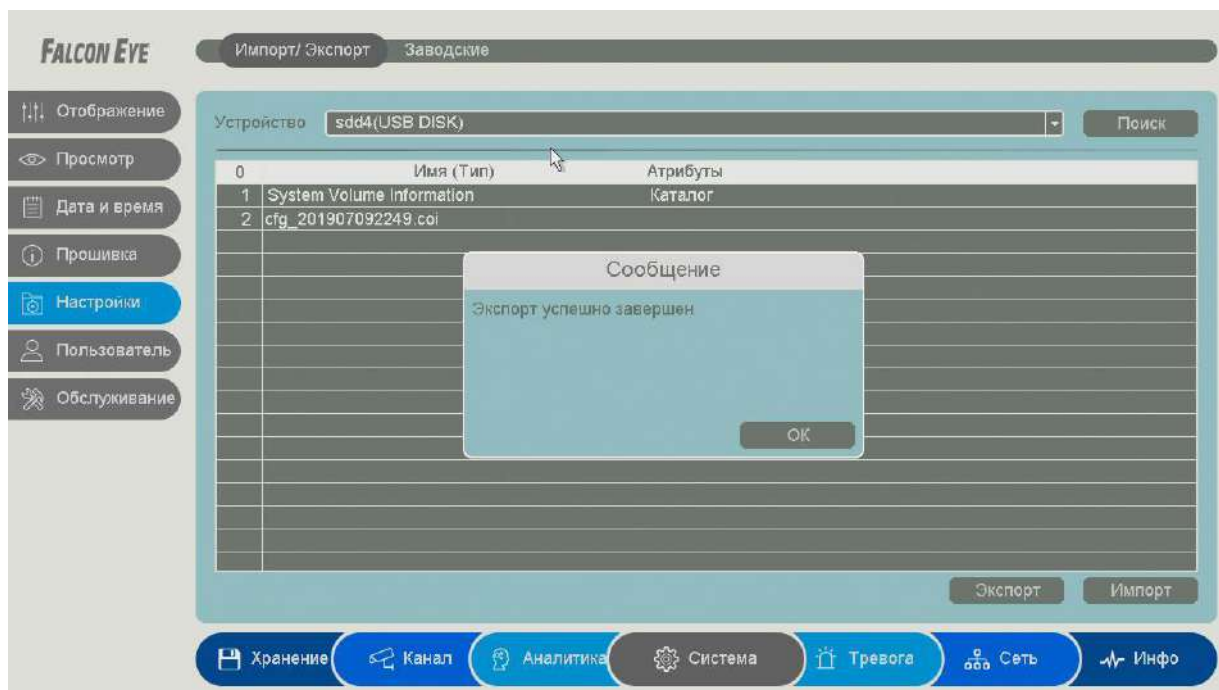 FALCON EYE
Импорт/ Экспорт Заводские
Отображение
Просмотр
Дата и время
Прошивка
Настройки
Пользователь
Обслуживание
Устройство sdd4(USB DISK) Поиск
0 Имя (Тип) Атрибуты
1 System Volume Information Каталог
2 cfg_201907092249.coi
Сообщение
Экспорт успешно завершен
ОК
Экспорт Импорт
Хранение Канал Аналитика Система Тревога Сеть Инфо